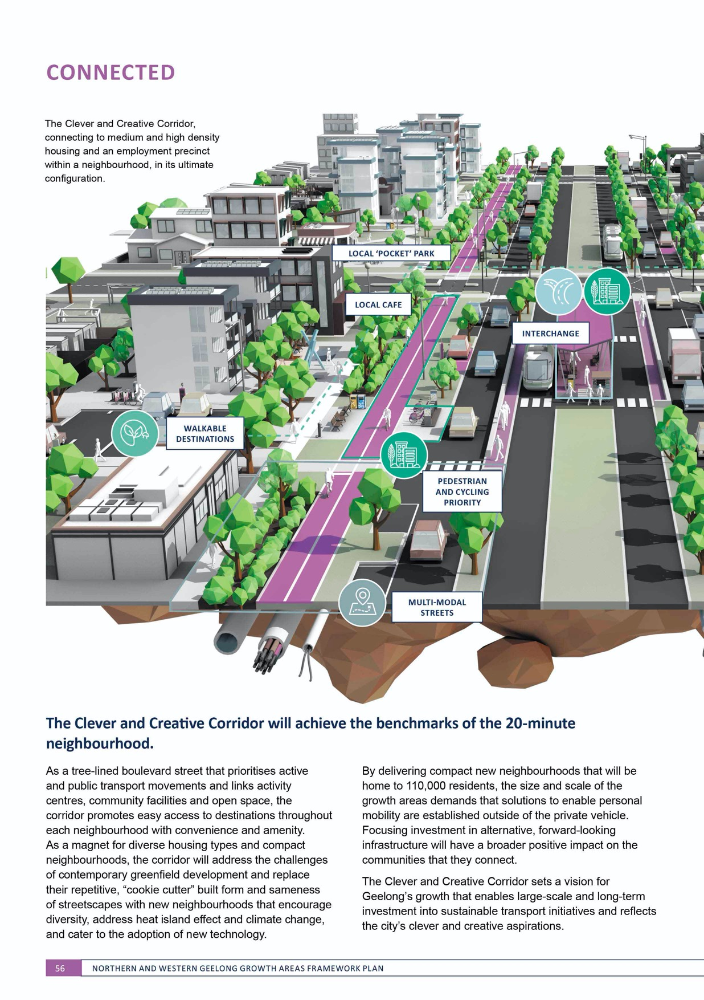 CONNECTED
The Clever and Creative Corridor,
connecting to medium and high density
housing and an employment precinct
within a neighbourhood, in its ultimate
configuration.
LOCAL ‘POCKET’ PARK
LOCAL CAFE
INTERCHANGE
WALKABLE
DESTINATIONS
PEDESTRIAN
AND CYCLING
PRIORITY
MULTI-MODAL
STREETS
The Clever and Creative Corridor will achieve the benchmarks of the 20-minute
neighbourhood.
As a tree-lined boulevard street that prioritises active
and public transport movements and links activity
centres, community facilities and open space, the
corridor promotes easy access to destinations throughout
each neighbourhood with convenience and amenity.
As a magnet for diverse housing types and compact
neighbourhoods, the corridor will address the challenges
of contemporary greenfield development and replace
their repetitive, “cookie cutter” built form and sameness
of streetscapes with new neighbourhoods that encourage
diversity, address heat island effect and climate change,
and cater to the adoption of new technology.
By delivering compact new neighbourhoods that will be
home to 110,000 residents, the size and scale of the
growth areas demands that solutions to enable personal
mobility are established outside of the private vehicle.
Focusing investment in alternative, forward-looking
infrastructure will have a broader positive impact on the
communities that they connect.
The Clever and Creative Corridor sets a vision for
Geelong’s growth that enables large-scale and long-term
investment into sustainable transport initiatives and reflects
the city’s clever and creative aspirations.
56
NORTHERN AND WESTERN GEELONG GROWTH AREAS FRAMEWORK PLAN